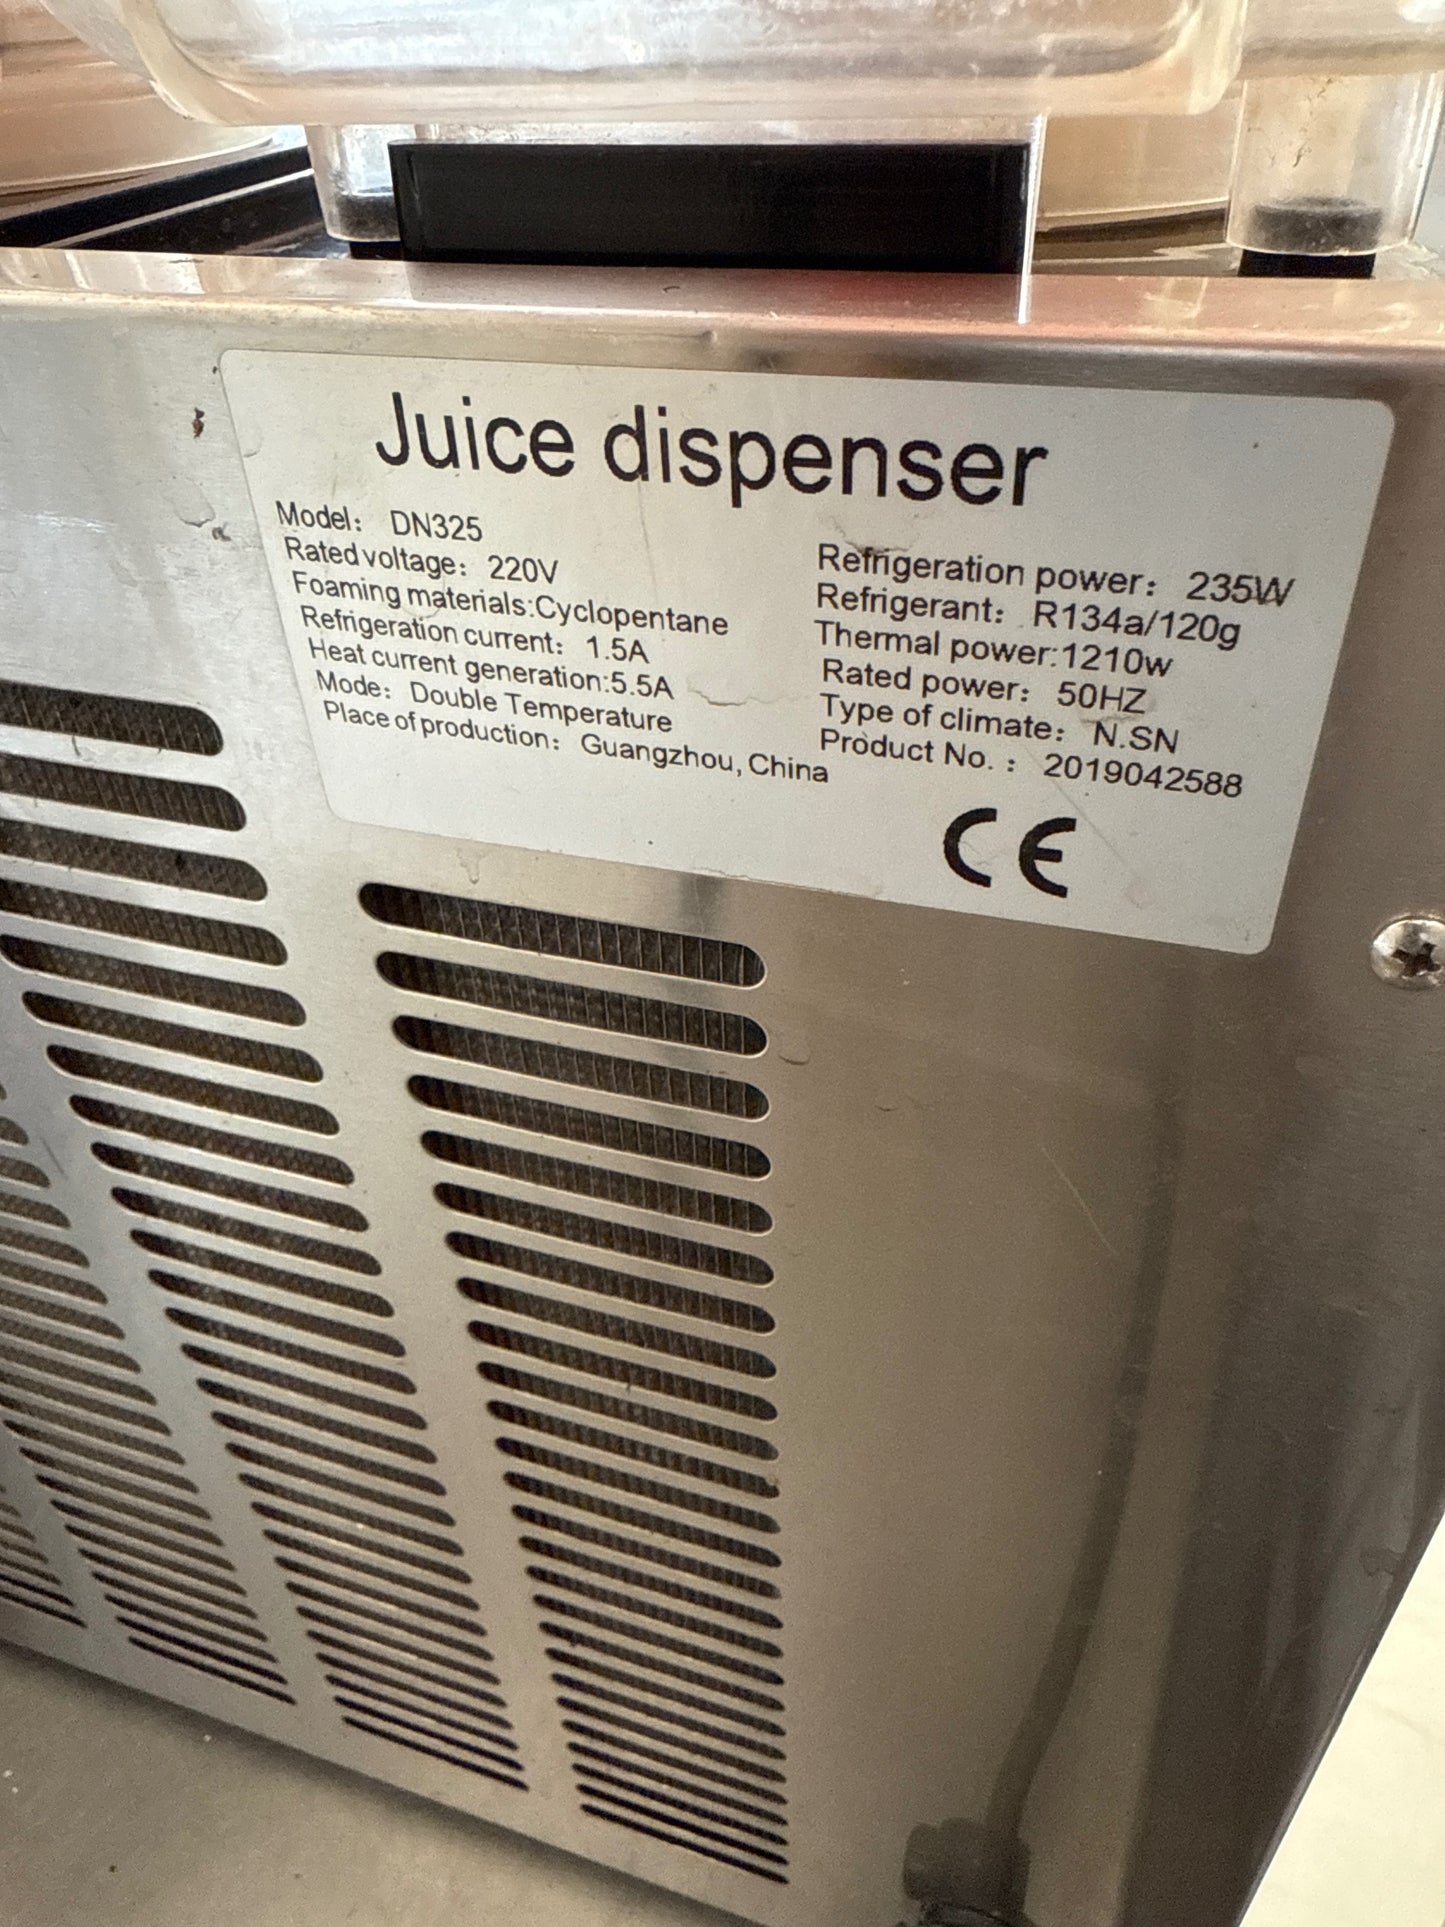 Juice dispenser
Model： DN325
Rated voltage：220V
Foaming materials:Cyclopentane
Refrigeration current：1.5A
Heat current generation:5.5A
Mode：Double Temperature
Place of production：Guangzhou, China
Refrigeration power：235W
Refrigerant：R134a/120g
Thermal power:1210w
Rated power：50HZ
Type of climate：N.SN
Product No.：2019042588
CE